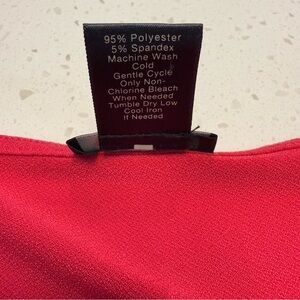 95% Polyester
5% Spandex
Machine Wash
Cold
Gentle Cycle
Only Non-
Chlorine Bleach
When Needed
Tumble Dry Low
Cool Iron
If Needed